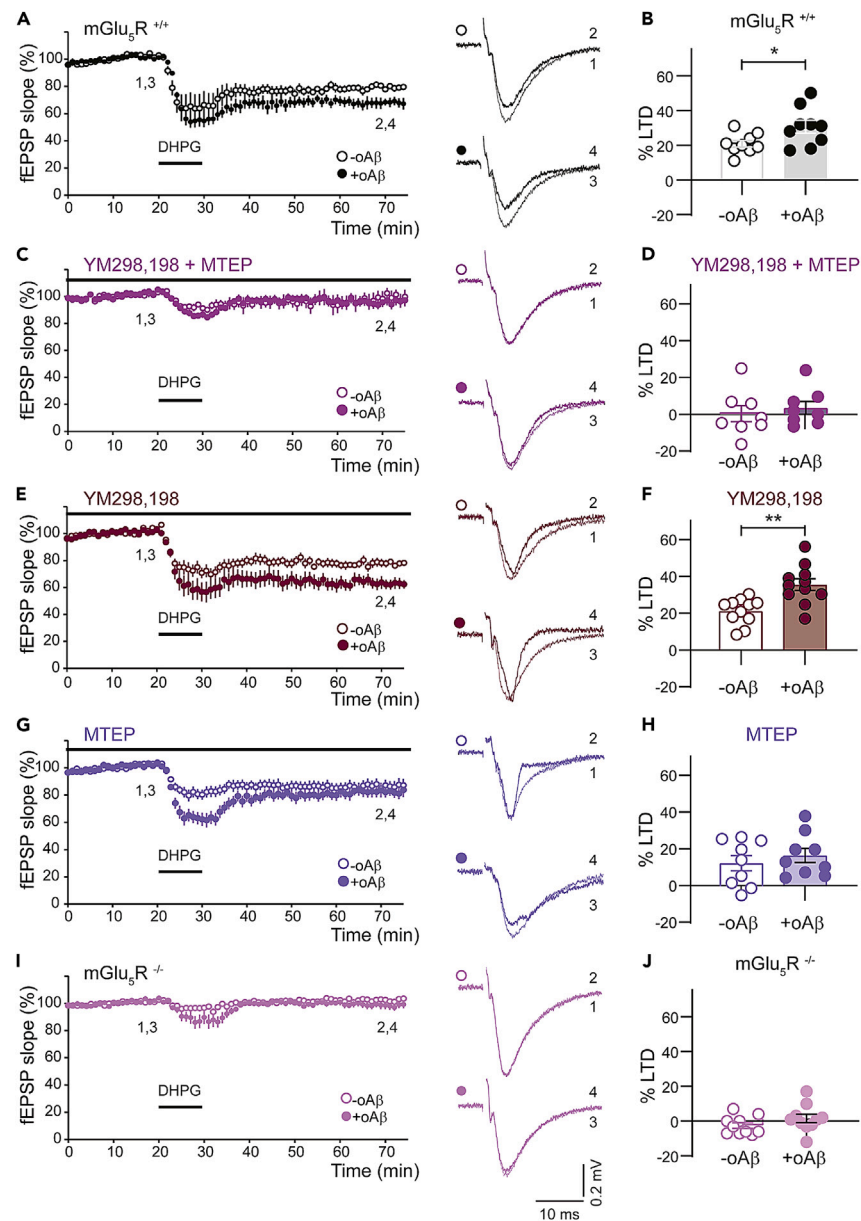 A
mGlu5R +/+
fEPSP slope (%)
100
80
60
40
20
0
1,3
2,4
DHPG
-oAβ
+oAβ
0 10 20 30 40 50 60 70
Time (min)
2
1
4
3
B
mGlu5R +/+
*
% LTD
60
40
20
0
-20
-oAβ +oAβ
C
YM298,198 + MTEP
fEPSP slope (%)
100
80
60
40
20
0
1,3
2,4
DHPG
-oAβ
+oAβ
0 10 20 30 40 50 60 70
Time (min)
2
1
4
3
D
YM298,198 + MTEP
% LTD
60
40
20
0
-20
-oAβ +oAβ
E
YM298,198
fEPSP slope (%)
100
80
60
40
20
0
1,3
2,4
DHPG
-oAβ
+oAβ
0 10 20 30 40 50 60 70
Time (min)
2
1
4
3
F
YM298,198
**
% LTD
60
40
20
0
-20
-oAβ +oAβ
G
MTEP
fEPSP slope (%)
100
80
60
40
20
0
1,3
2,4
DHPG
-oAβ
+oAβ
0 10 20 30 40 50 60 70
Time (min)
2
1
4
3
H
MTEP
% LTD
60
40
20
0
-20
-oAβ +oAβ
I
mGlu5R -/-
fEPSP slope (%)
100
80
60
40
20
0
1,3
2,4
DHPG
-oAβ
+oAβ
0 10 20 30 40 50 60 70
Time (min)
2
1
4
3
0.2 mV
10 ms
J
mGlu5R -/-
% LTD
60
40
20
0
-20
-oAβ +oAβ